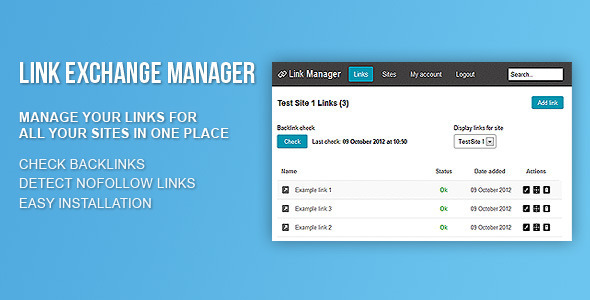 LINK EXCHANGE MANAGER
MANAGE YOUR LINKS FOR
ALL YOUR SITES IN ONE PLACE
CHECK BACKLINKS
DETECT NOFOLLOW LINKS
EASY INSTALLATION
Link Manager Links Sites My account Logout Search...
Test Site 1 Links (3) Add link
Backlink check Display links for site
Check Last check: 09 October 2012 at 10:50 Test Site 1
Name Status Date added Actions
Example link 1 Ok 09 October 2012
Example link 3 Ok 09 October 2012
Example link 2 Ok 09 October 2012